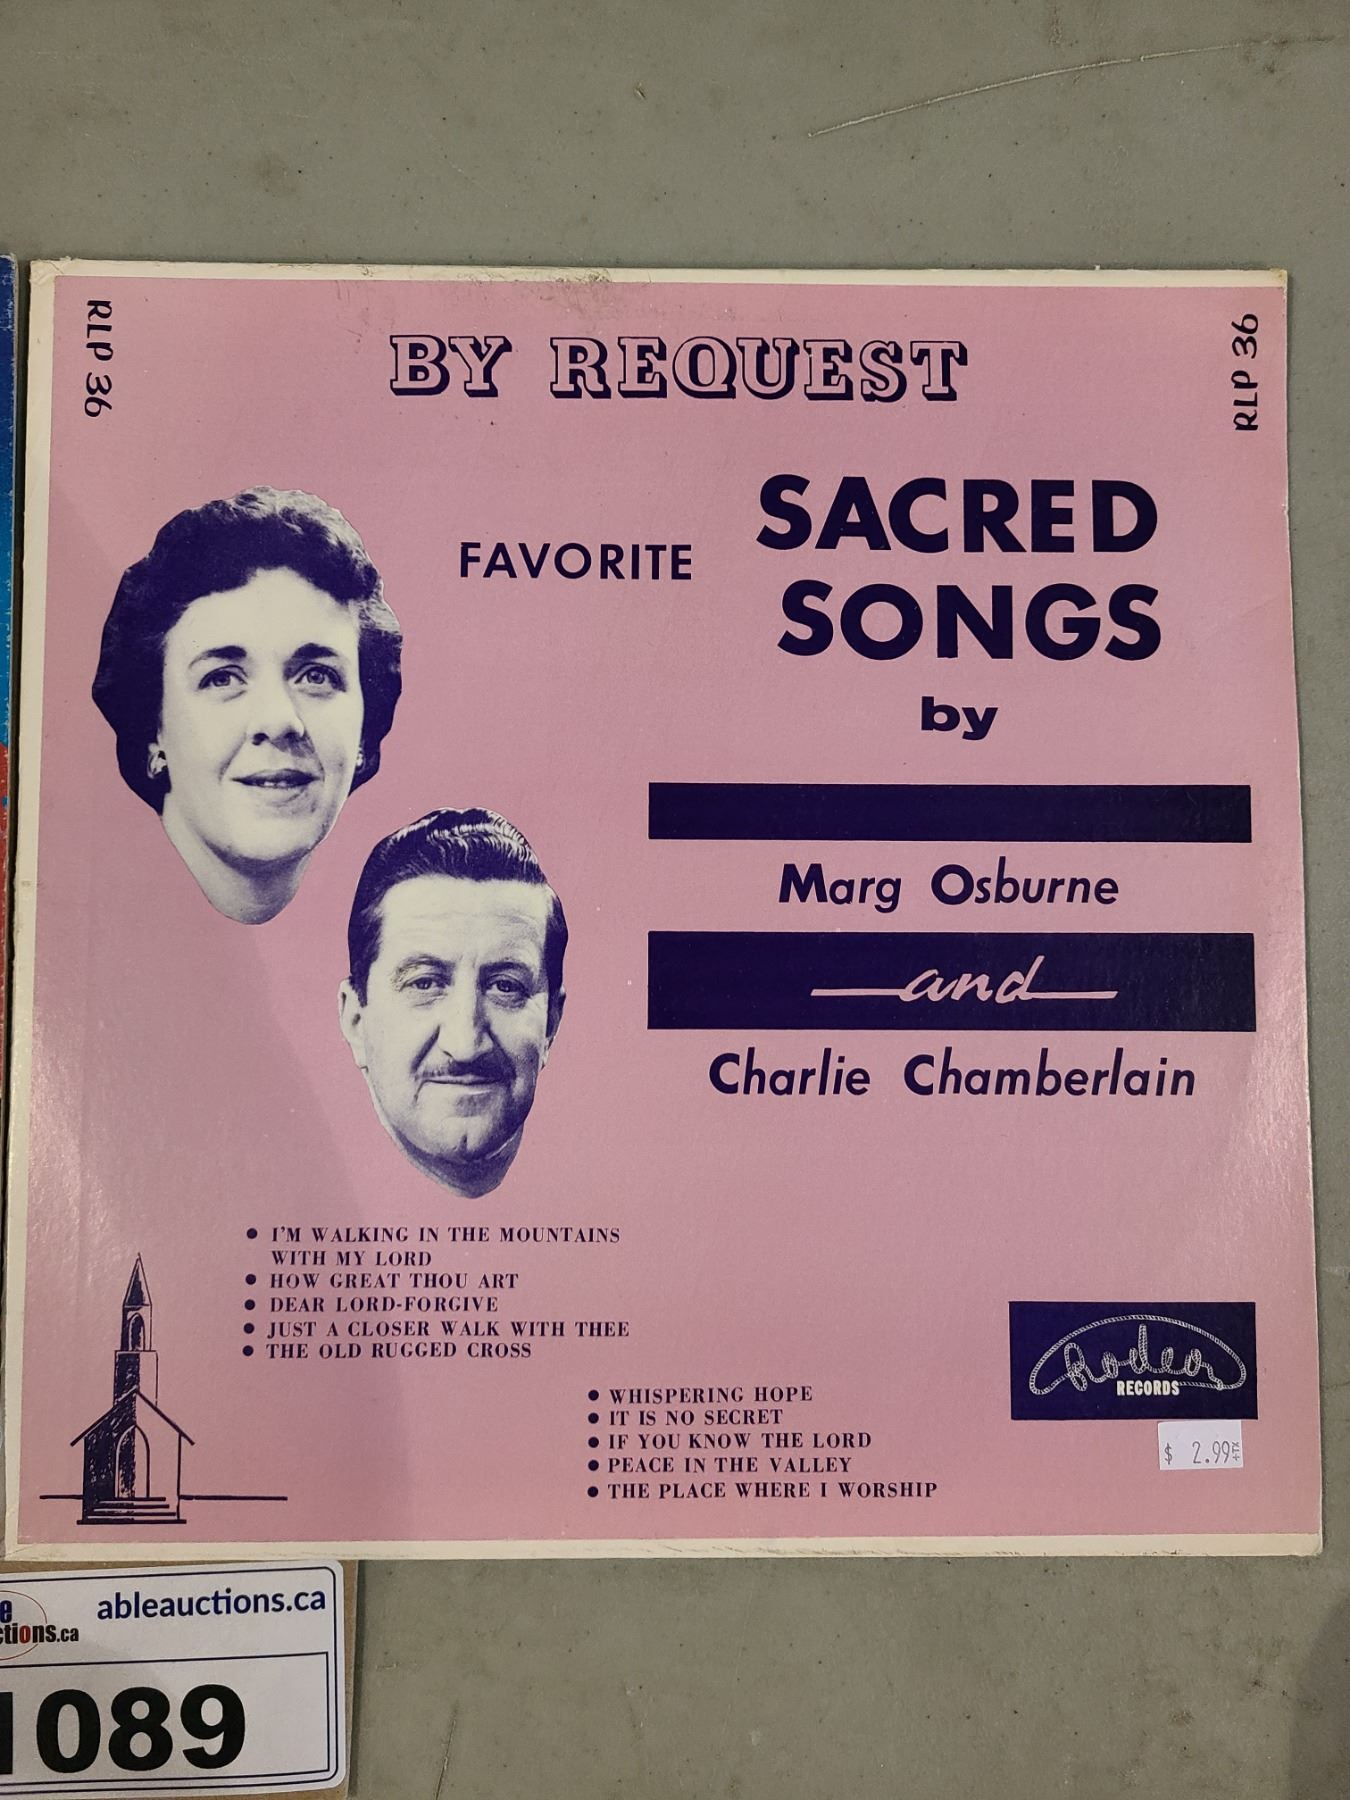 RLP 36
RLP 36
BY REQUEST
FAVORITE
SACRED
SONGS
by
Marg Osburne
and
Charlie Chamberlain
• I'M WALKING IN THE MOUNTAINS
WITH MY LORD
• HOW GREAT THOU ART
• DEAR LORD-FORGIVE
• JUST A CLOSER WALK WITH THEE
• THE OLD RUGGED CROSS
• WHISPERING HOPE
• IT IS NO SECRET
• IF YOU KNOW THE LORD
• PEACE IN THE VALLEY
• THE PLACE WHERE I WORSHIP
Rodeo
RECORDS
$ 2.99 +TX
ableauctions.ca
e
ctions.ca
1089